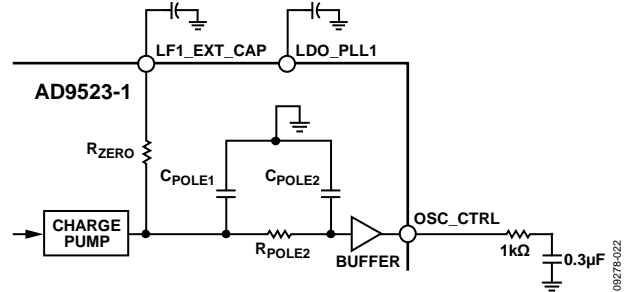 LF1_EXT_CAP
LDO_PLL1
AD9523-1
RZERO
CPOLE1
CPOLE2
CHARGE
PUMP
RPOLE2
BUFFER
OSC_CTRL
1kΩ
0.3µF
09278-022